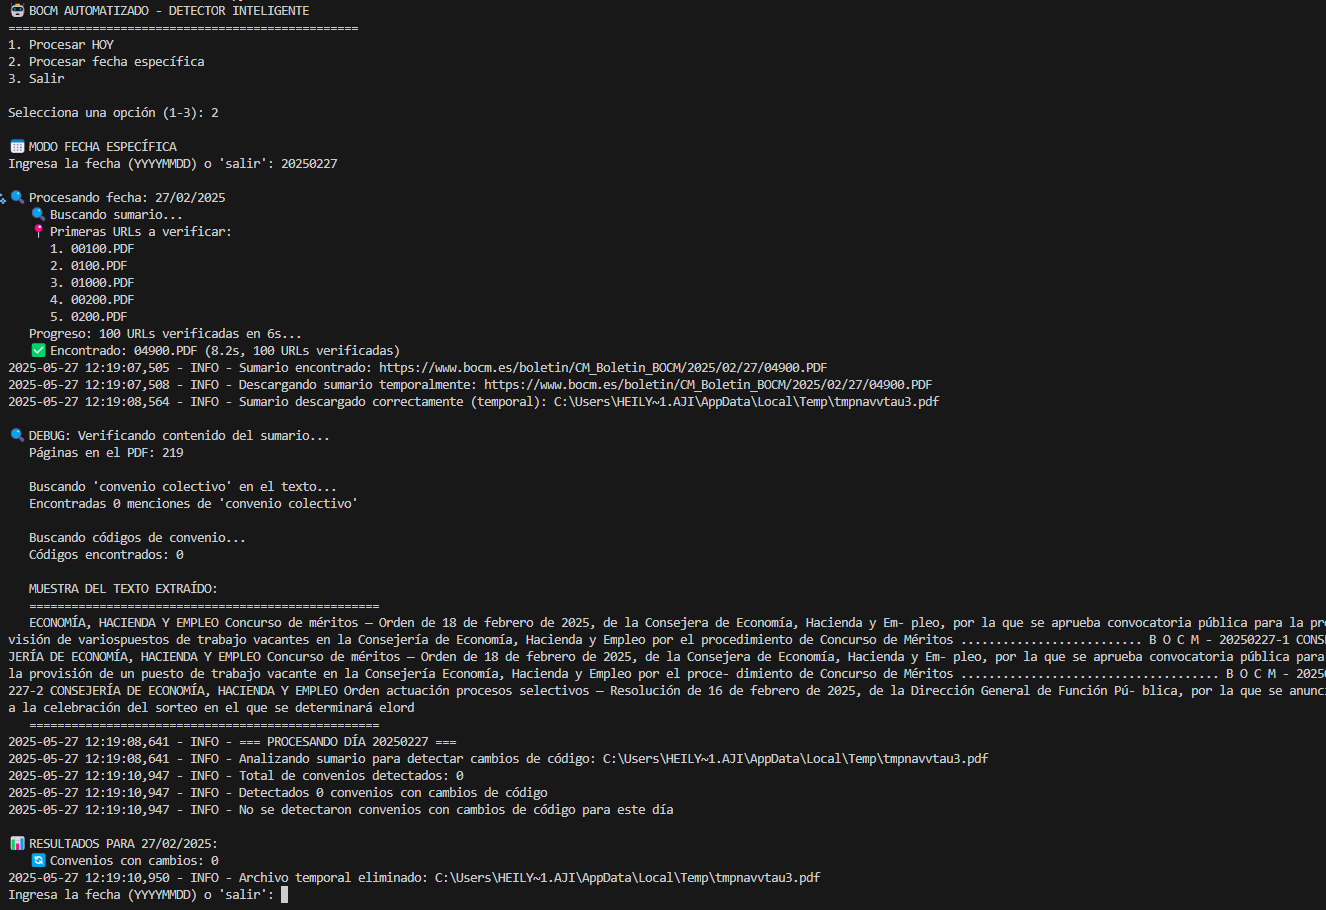 BOCM AUTOMATIZADO - DETECTOR INTELIGENTE
==================================================
1. Procesar HOY
2. Procesar fecha específica
3. Salir
Selecciona una opción (1-3): 2
MODO FECHA ESPECÍFICA
Ingresa la fecha (YYYYMMDD) o 'salir': 20250227
Procesando fecha: 27/02/2025
Buscando sumario...
Primeras URLs a verificar:
1. 00100.PDF
2. 0100.PDF
3. 01000.PDF
4. 00200.PDF
5. 0200.PDF
Progreso: 100 URLs verificadas en 6s...
Encontrado: 04900.PDF (8.2s, 100 URLs verificadas)
2025-05-27 12:19:07,505 - INFO - Sumario encontrado: https://www.bocm.es/boletin/CM_Boletin_BOCM/2025/02/27/04900.PDF
2025-05-27 12:19:07,508 - INFO - Descargando sumario temporalmente: https://www.bocm.es/boletin/CM_Boletin_BOCM/2025/02/27/04900.PDF
2025-05-27 12:19:08,564 - INFO - Sumario descargado correctamente (temporal): C:\Users\HEILY~1.AJI\AppData\Local\Temp\tmpnavvtau3.pdf
DEBUG: Verificando contenido del sumario...
Páginas en el PDF: 219
Buscando 'convenio colectivo' en el texto...
Encontradas 0 menciones de 'convenio colectivo'
Buscando códigos de convenio...
Códigos encontrados: 0
MUESTRA DEL TEXTO EXTRAÍDO:
==================================================
ECONOMÍA, HACIENDA Y EMPLEO Concurso de méritos — Orden de 18 de febrero de 2025, de la Consejera de Economía, Hacienda y Em- pleo, por la que se aprueba convocatoria pública para la pro
visión de variospuestos de trabajo vacantes en la Consejería de Economía, Hacienda y Empleo por el procedimiento de Concurso de Méritos .......................... B O C M - 20250227-1 CONSE
JERÍA DE ECONOMÍA, HACIENDA Y EMPLEO Concurso de méritos — Orden de 18 de febrero de 2025, de la Consejera de Economía, Hacienda y Em- pleo, por la que se aprueba convocatoria pública para
la provisión de un puesto de trabajo vacante en la Consejería Economía, Hacienda y Empleo por el proce- dimiento de Concurso de Méritos ..................................... B O C M - 20250
227-2 CONSEJERÍA DE ECONOMÍA, HACIENDA Y EMPLEO Orden actuación procesos selectivos — Resolución de 16 de febrero de 2025, de la Dirección General de Función Pú- blica, por la que se anunci
a la celebración del sorteo en el que se determinará elord
==================================================
2025-05-27 12:19:08,641 - INFO - === PROCESANDO DÍA 20250227 ===
2025-05-27 12:19:08,641 - INFO - Analizando sumario para detectar cambios de código: C:\Users\HEILY~1.AJI\AppData\Local\Temp\tmpnavvtau3.pdf
2025-05-27 12:19:10,947 - INFO - Total de convenios detectados: 0
2025-05-27 12:19:10,947 - INFO - Detectados 0 convenios con cambios de código
2025-05-27 12:19:10,947 - INFO - No se detectaron convenios con cambios de código para este día
RESULTADOS PARA 27/02/2025:
Convenios con cambios: 0
2025-05-27 12:19:10,950 - INFO - Archivo temporal eliminado: C:\Users\HEILY~1.AJI\AppData\Local\Temp\tmpnavvtau3.pdf
Ingresa la fecha (YYYYMMDD) o 'salir':